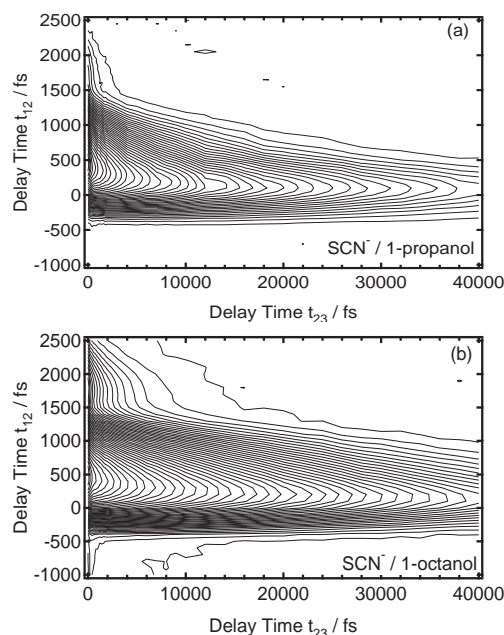 (a)
2500
2000
1500
1000
500
0
-500
-1000
Delay Time t12 / fs
SCN- / 1-propanol
0 10000 20000 30000 40000
Delay Time t23 / fs
(b)
2500
2000
1500
1000
500
0
-500
-1000
Delay Time t12 / fs
SCN- / 1-octanol
0 10000 20000 30000 40000
Delay Time t23 / fs